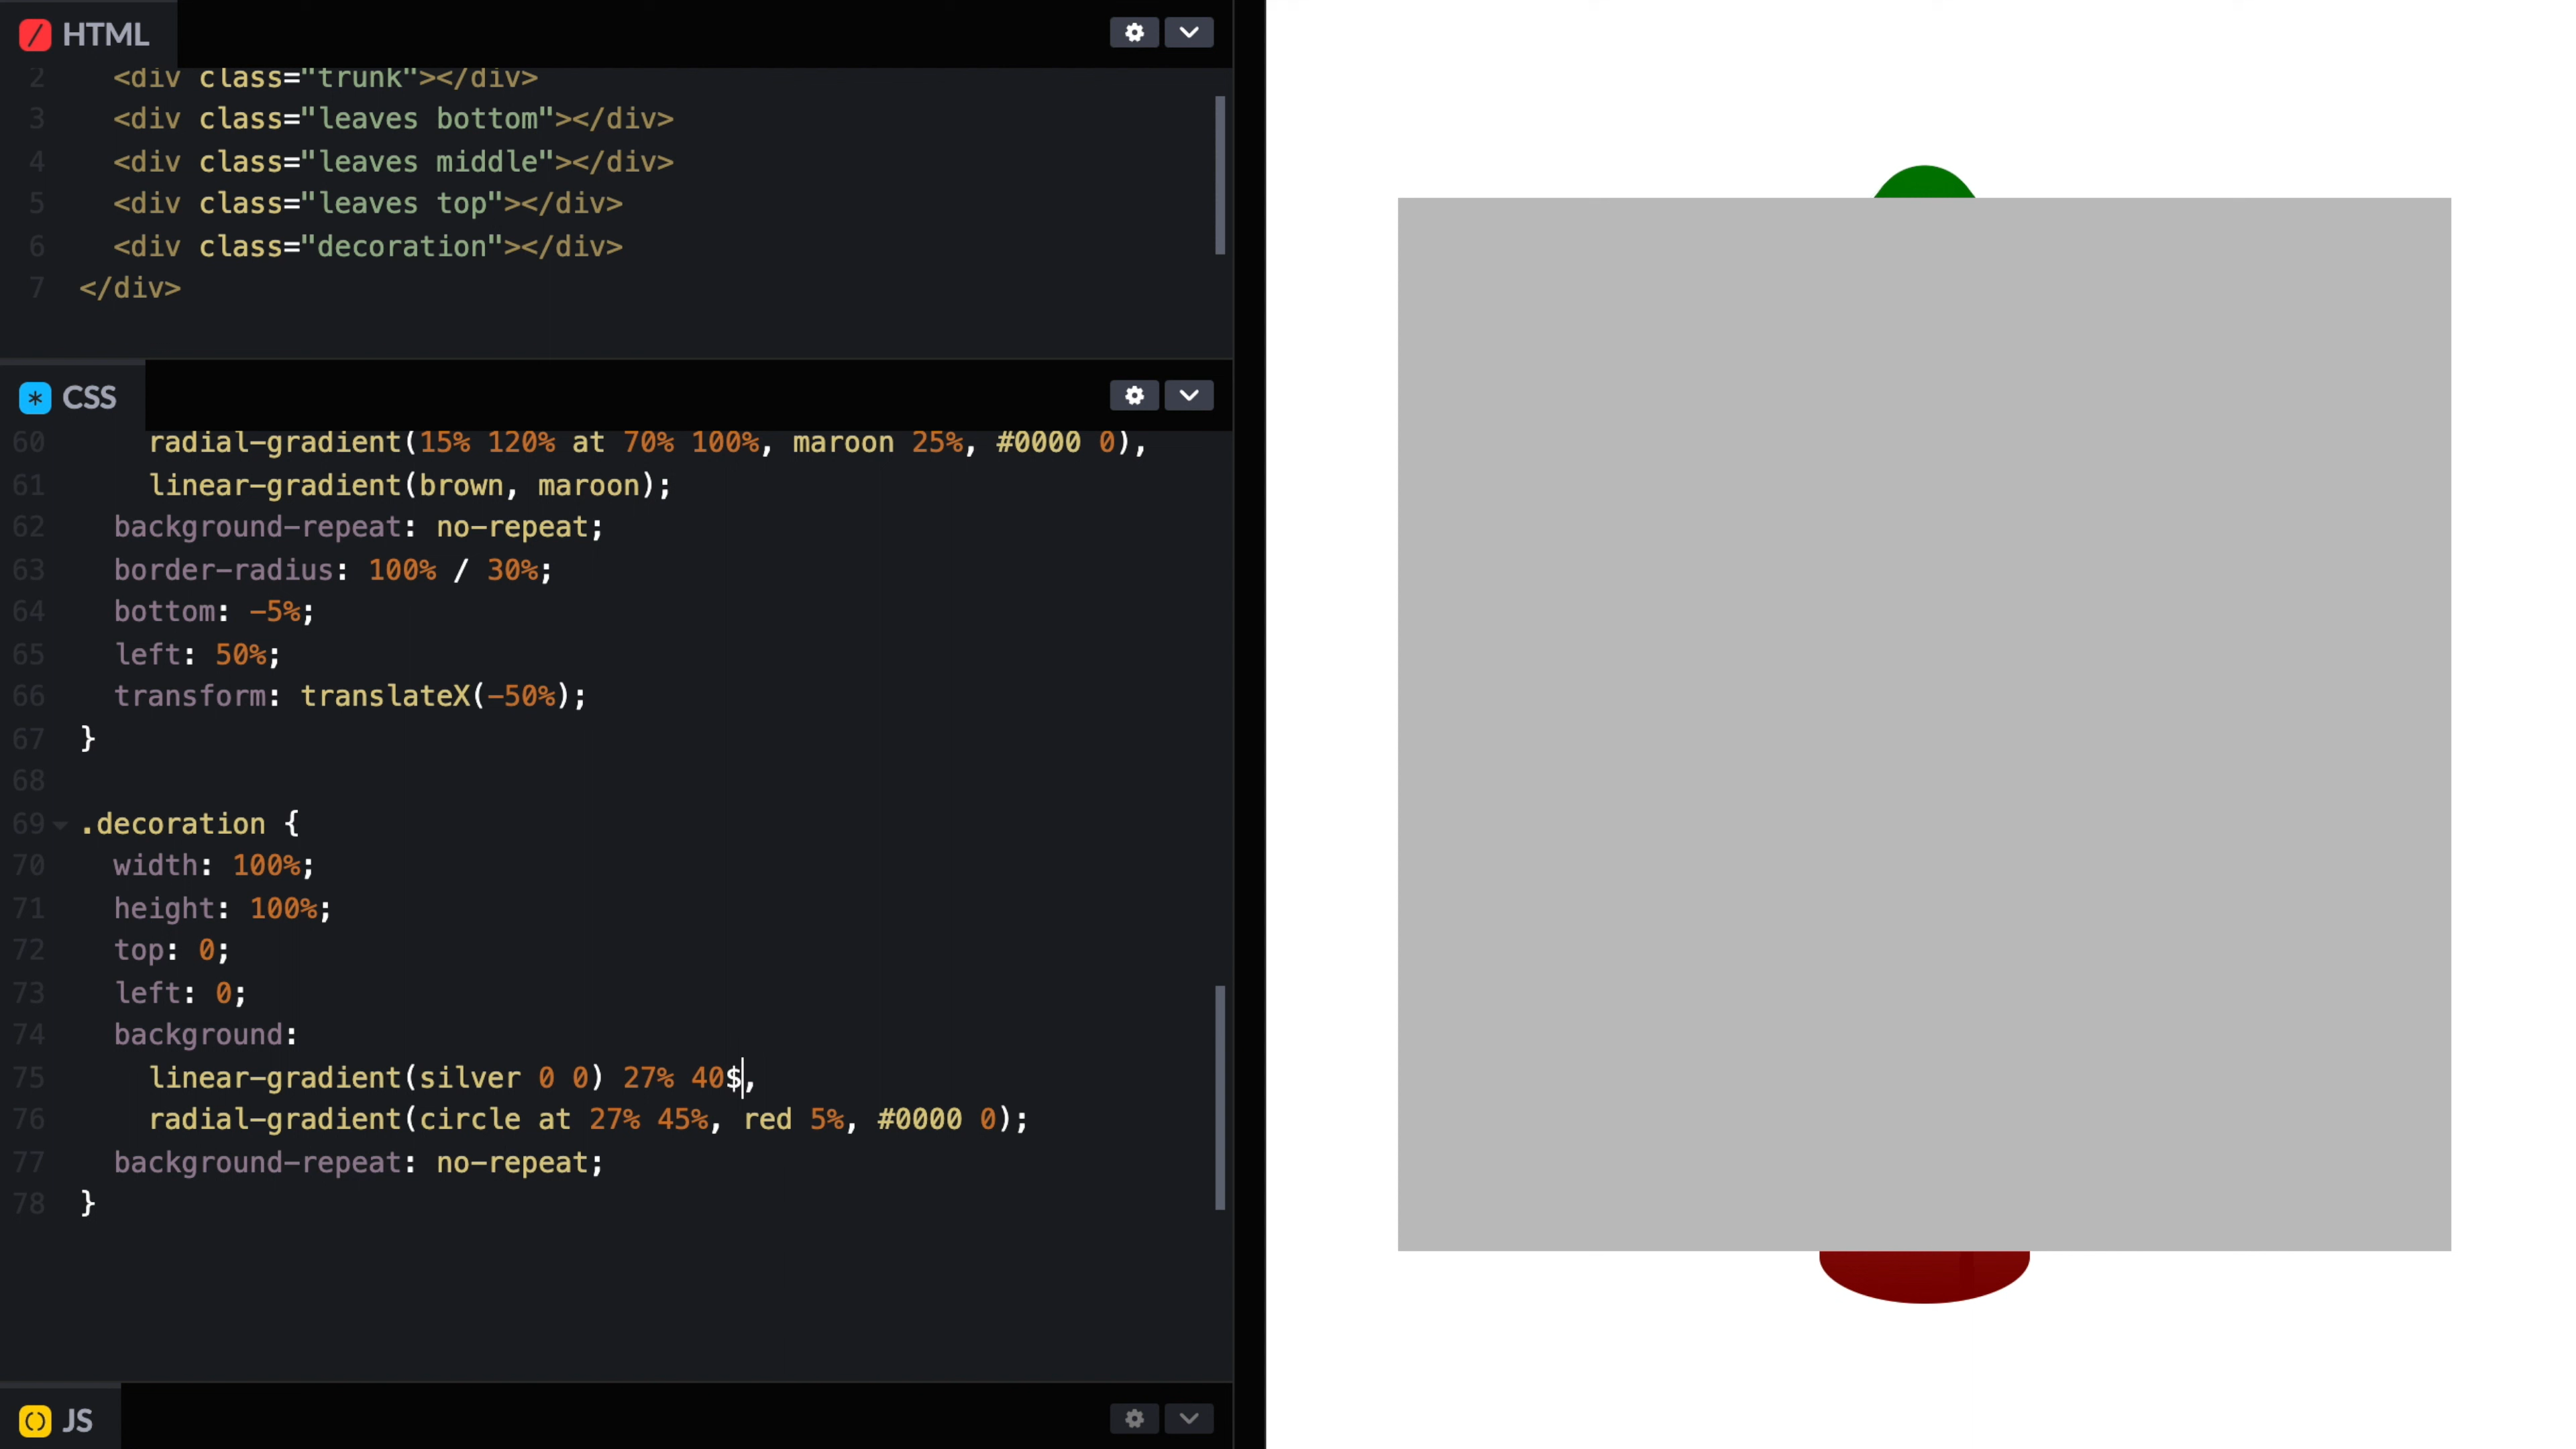 HTML
2 <div class="trunk"></div>
3 <div class="leaves bottom"></div>
4 <div class="leaves middle"></div>
5 <div class="leaves top"></div>
6 <div class="decoration"></div>
7 </div>
CSS
60 radial-gradient(15% 120% at 70% 100%, maroon 25%, #0000 0),
61 linear-gradient(brown, maroon);
62 background-repeat: no-repeat;
63 border-radius: 100% / 30%;
64 bottom: -5%;
65 left: 50%;
66 transform: translateX(-50%);
67 }
68
69 .decoration {
70 width: 100%;
71 height: 100%;
72 top: 0;
73 left: 0;
74 background:
75 linear-gradient(silver 0 0) 27% 40$,
76 radial-gradient(circle at 27% 45%, red 5%, #0000 0);
77 background-repeat: no-repeat;
78 }
JS